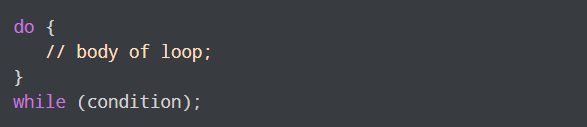 do {
   // body of loop;
}
while (condition);